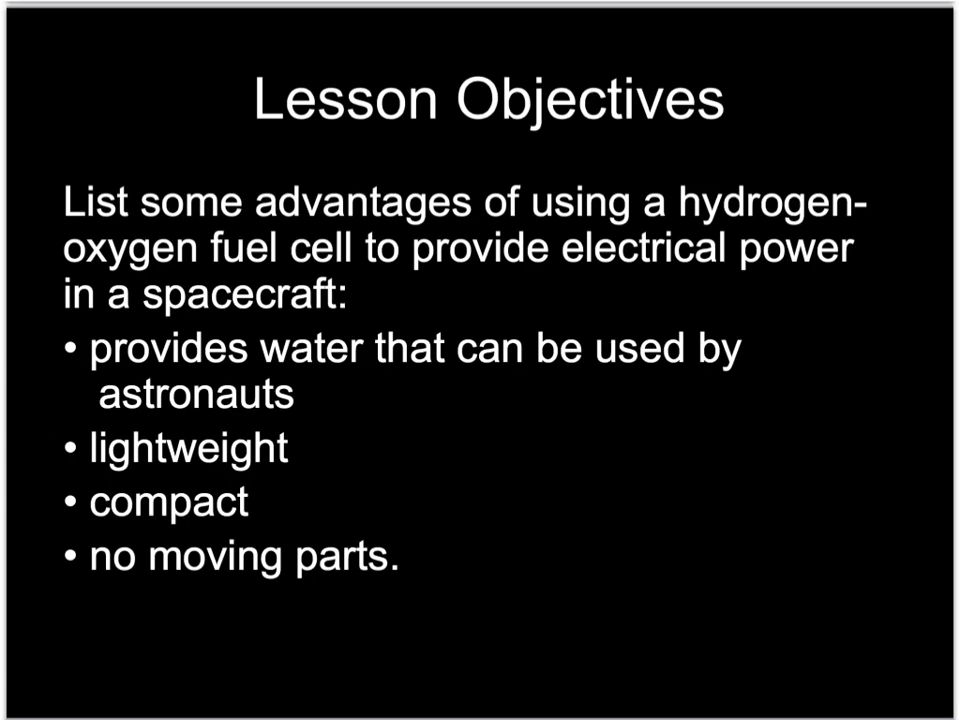 Lesson Objectives
List some advantages of using a hydrogen-
oxygen fuel cell to provide electrical power
in a spacecraft:
• provides water that can be used by
astronauts
• lightweight
• compact
• no moving parts.